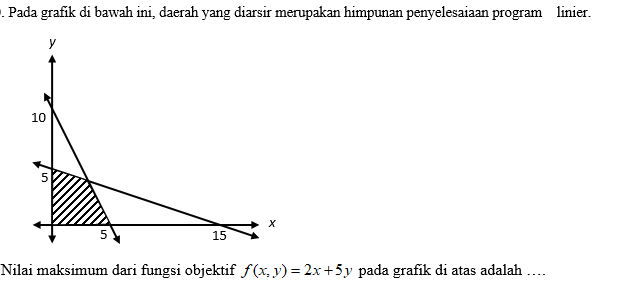 . Pada grafik di bawah ini, daerah yang diarsir merupakan himpunan penyelesaiaan program linier.
y
10
5
x
5
15
Nilai maksimum dari fungsi objektif f(x, y) = 2x + 5y pada grafik di atas adalah ….